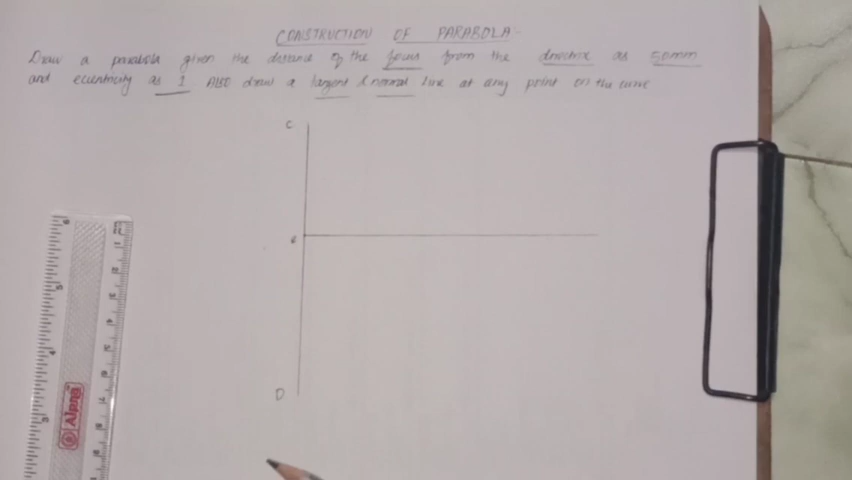 CONSTRUCTION OF PARABOLA
Draw a parabola given the distance of the focus from the directrix as 50mm
and eccentricity as 1. Also draw a tangent & normal line at any point on the curve
C
D
Alpha